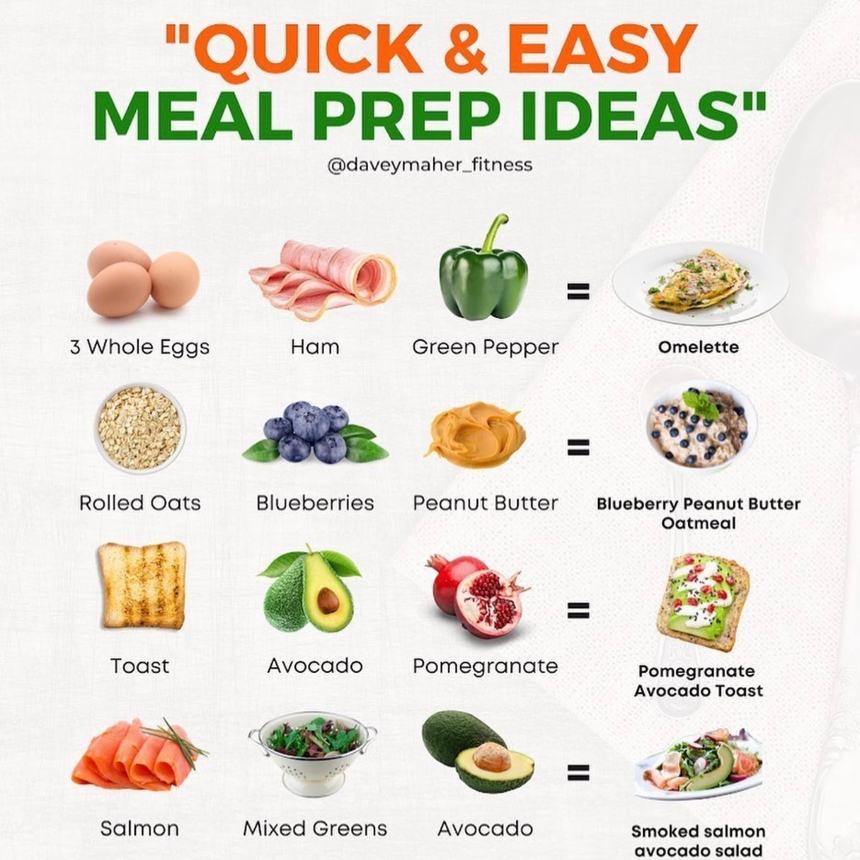 "QUICK & EASY
MEAL PREP IDEAS"
@daveymaher_fitness
3 Whole Eggs
Ham
Green Pepper
=
Omelette
Rolled Oats
Blueberries
Peanut Butter
=
Blueberry Peanut Butter
Oatmeal
Toast
Avocado
Pomegranate
=
Pomegranate
Avocado Toast
Salmon
Mixed Greens
Avocado
=
Smoked salmon
avocado salad